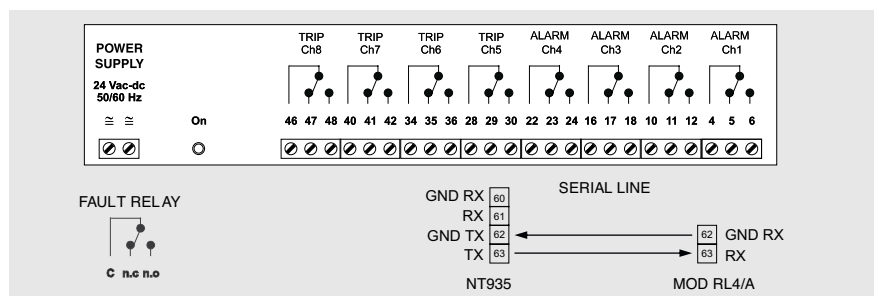 POWER
SUPPLY
24 Vac-dc
50/60 Hz
≅ ≅
On
TRIP TRIP TRIP TRIP ALARM ALARM ALARM ALARM
Ch8 Ch7 Ch6 Ch5 Ch4 Ch3 Ch2 Ch1
46 47 48 40 41 42 34 35 36 28 29 30 22 23 24 16 17 18 10 11 12 4 5 6
FAULT RELAY
C n.c n.o
SERIAL LINE
GND RX 60
RX 61
GND TX 62
TX 63
NT935
62 GND RX
63 RX
MOD RL4/A